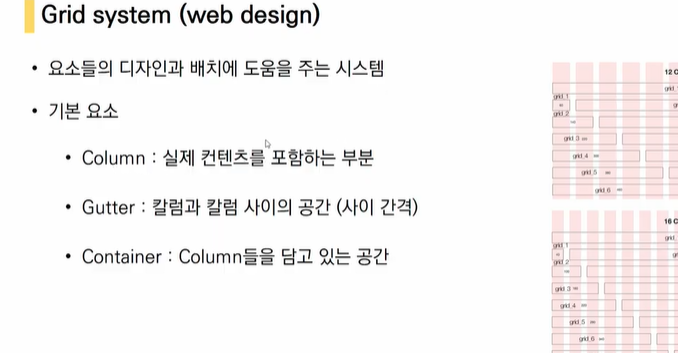 Grid system (web design)
• 요소들의 디자인과 배치에 도움을 주는 시스템
• 기본 요소
• Column : 실제 컨텐츠를 포함하는 부분
• Gutter : 칼럼과 칼럼 사이의 공간 (사이 간격)
• Container : Column들을 담고 있는 공간
12 C
grid_1
grid_2
grid_3
grid_4
grid_5
grid_6
16 C
grid_1
grid_2
grid_3
grid_4
grid_5
grid_6